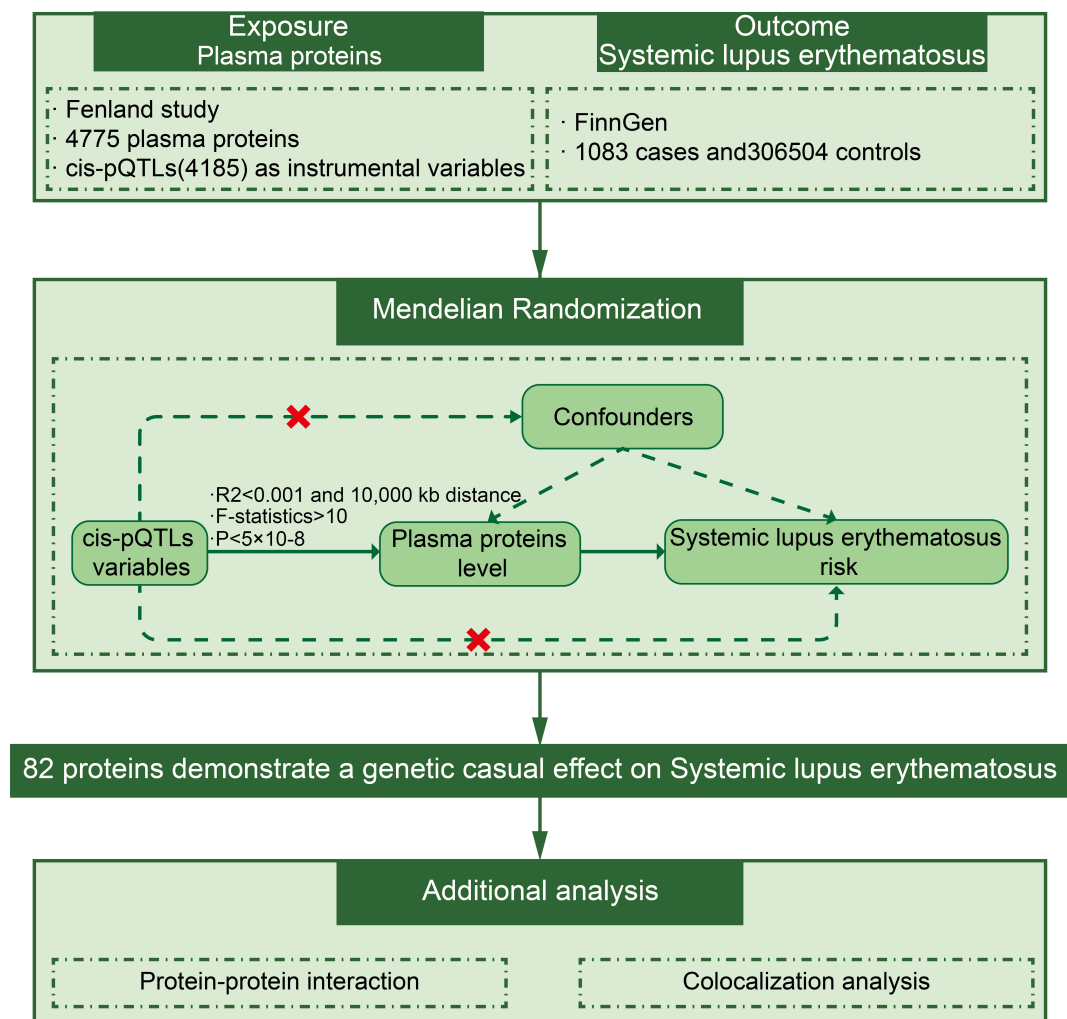 Exposure
Plasma proteins
· Fenland study
· 4775 plasma proteins
· cis-pQTLs(4185) as instrumental variables
Outcome
Systemic lupus erythematosus
· FinnGen
· 1083 cases and306504 controls
Mendelian Randomization
Confounders
·R2<0.001 and 10,000 kb distance
·F-statistics>10
·P<5×10-8
cis-pQTLs
variables
Plasma proteins
level
Systemic lupus erythematosus
risk
82 proteins demonstrate a genetic casual effect on Systemic lupus erythematosus
Additional analysis
Protein-protein interaction
Colocalization analysis